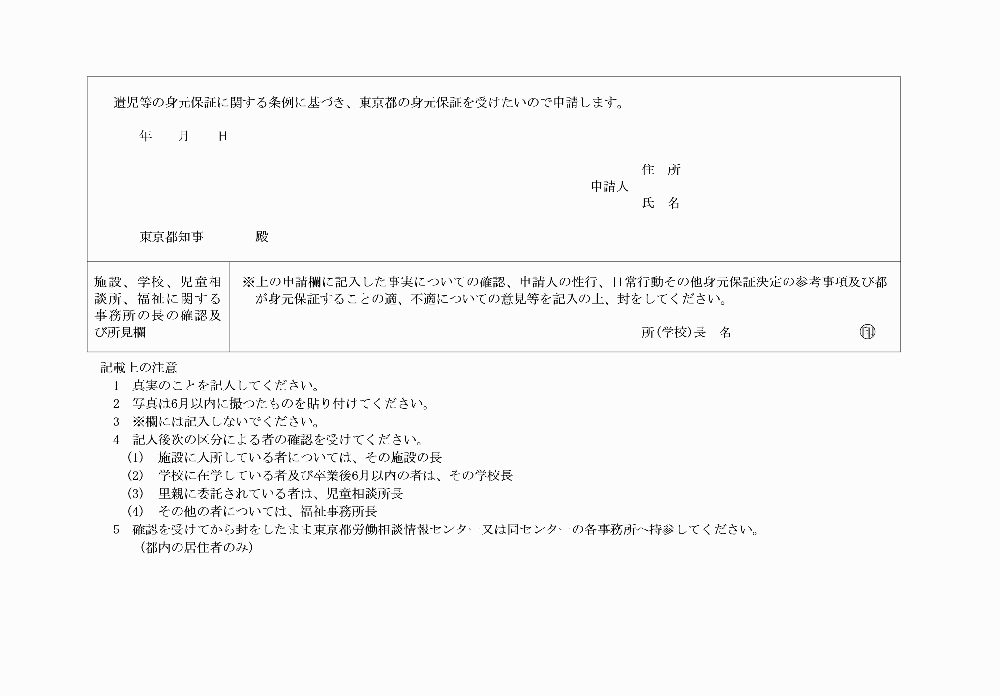 遺児等の身元保証に関する条例に基づき、東京都の身元保証を受けたいので申請します。
年　　月　　日
住　所
申請人
氏　名
東京都知事　　　　殿
施設、学校、児童相
談所、福祉に関する
事務所の長の確認及
び所見欄
※上の申請欄に記入した事実についての確認、申請人の性行、日常行動その他身元保証決定の参考事項及び都
が身元保証することの適、不適についての意見等を記入の上、封をしてください。
所(学校)長　名　　　　　　　　　　㊞
記載上の注意
1　真実のことを記入してください。
2　写真は6月以内に撮つたものを貼り付けてください。
3　※欄には記入しないでください。
4　記入後次の区分による者の確認を受けてください。
(1)　施設に入所している者については、その施設の長
(2)　学校に在学している者及び卒業後6月以内の者は、その学校長
(3)　里親に委託されている者は、児童相談所長
(4)　その他の者については、福祉事務所長
5　確認を受けてから封をしたまま東京都労働相談情報センター又は同センターの各事務所へ持参してください。
(都内の居住者のみ)